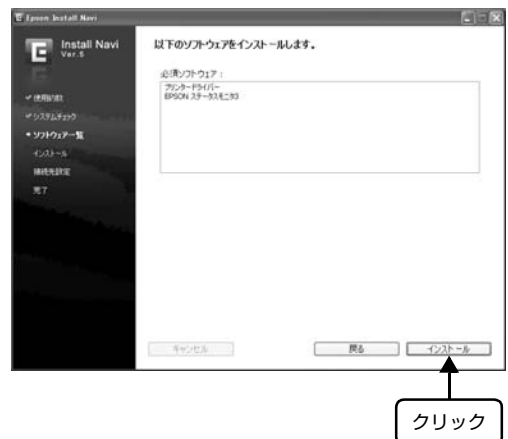 Epson Install Navi
E
Install Navi
Ver.5
以下のソフトウェアをインストールします。
必須ソフトウェア：
プリンタードライバー
EPSON ステータスモニタ3
使用許諾
システムチェック
ソフトウェア一覧
インストール
接続先設定
完了
キャンセル
戻る
インストール
クリック